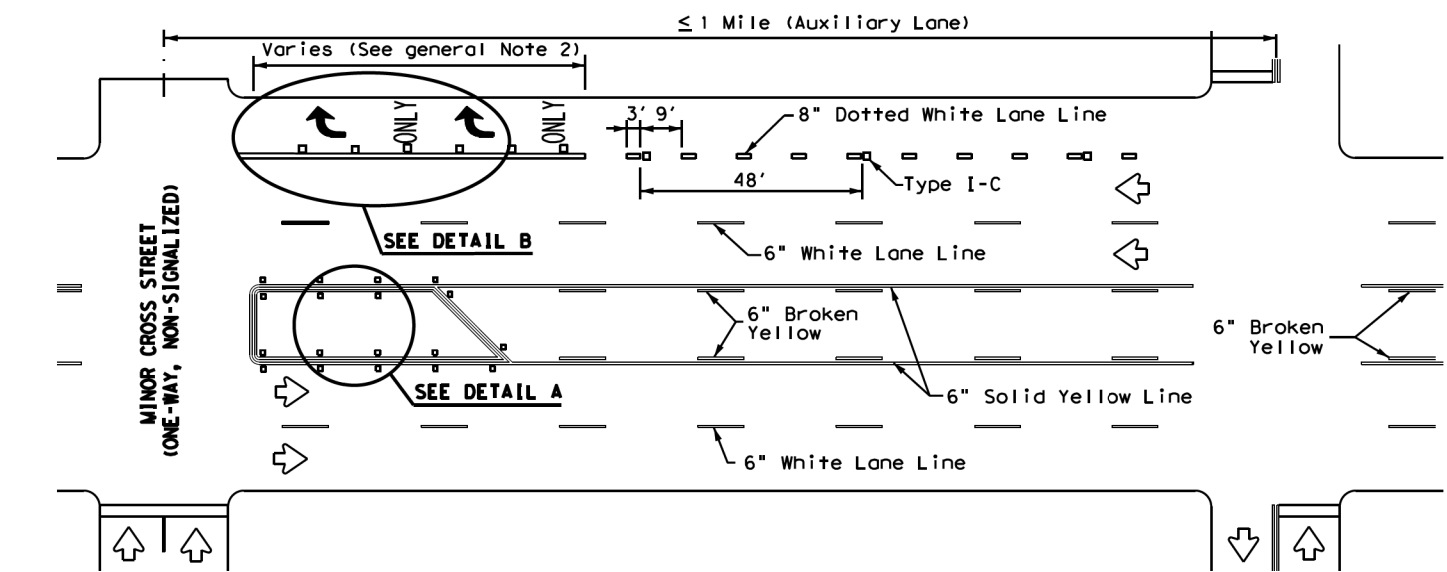 ≤ 1 Mile (Auxiliary Lane)
Varies (See general Note 2)
ONLY
ONLY
3' 9'
8" Dotted White Lane Line
48'
Type I-C
SEE DETAIL B
6" White Lane Line
MINOR CROSS STREET
(ONE-WAY, NON-SIGNALIZED)
6" Broken
Yellow
6" Broken
Yellow
SEE DETAIL A
6" Solid Yellow Line
6" White Lane Line